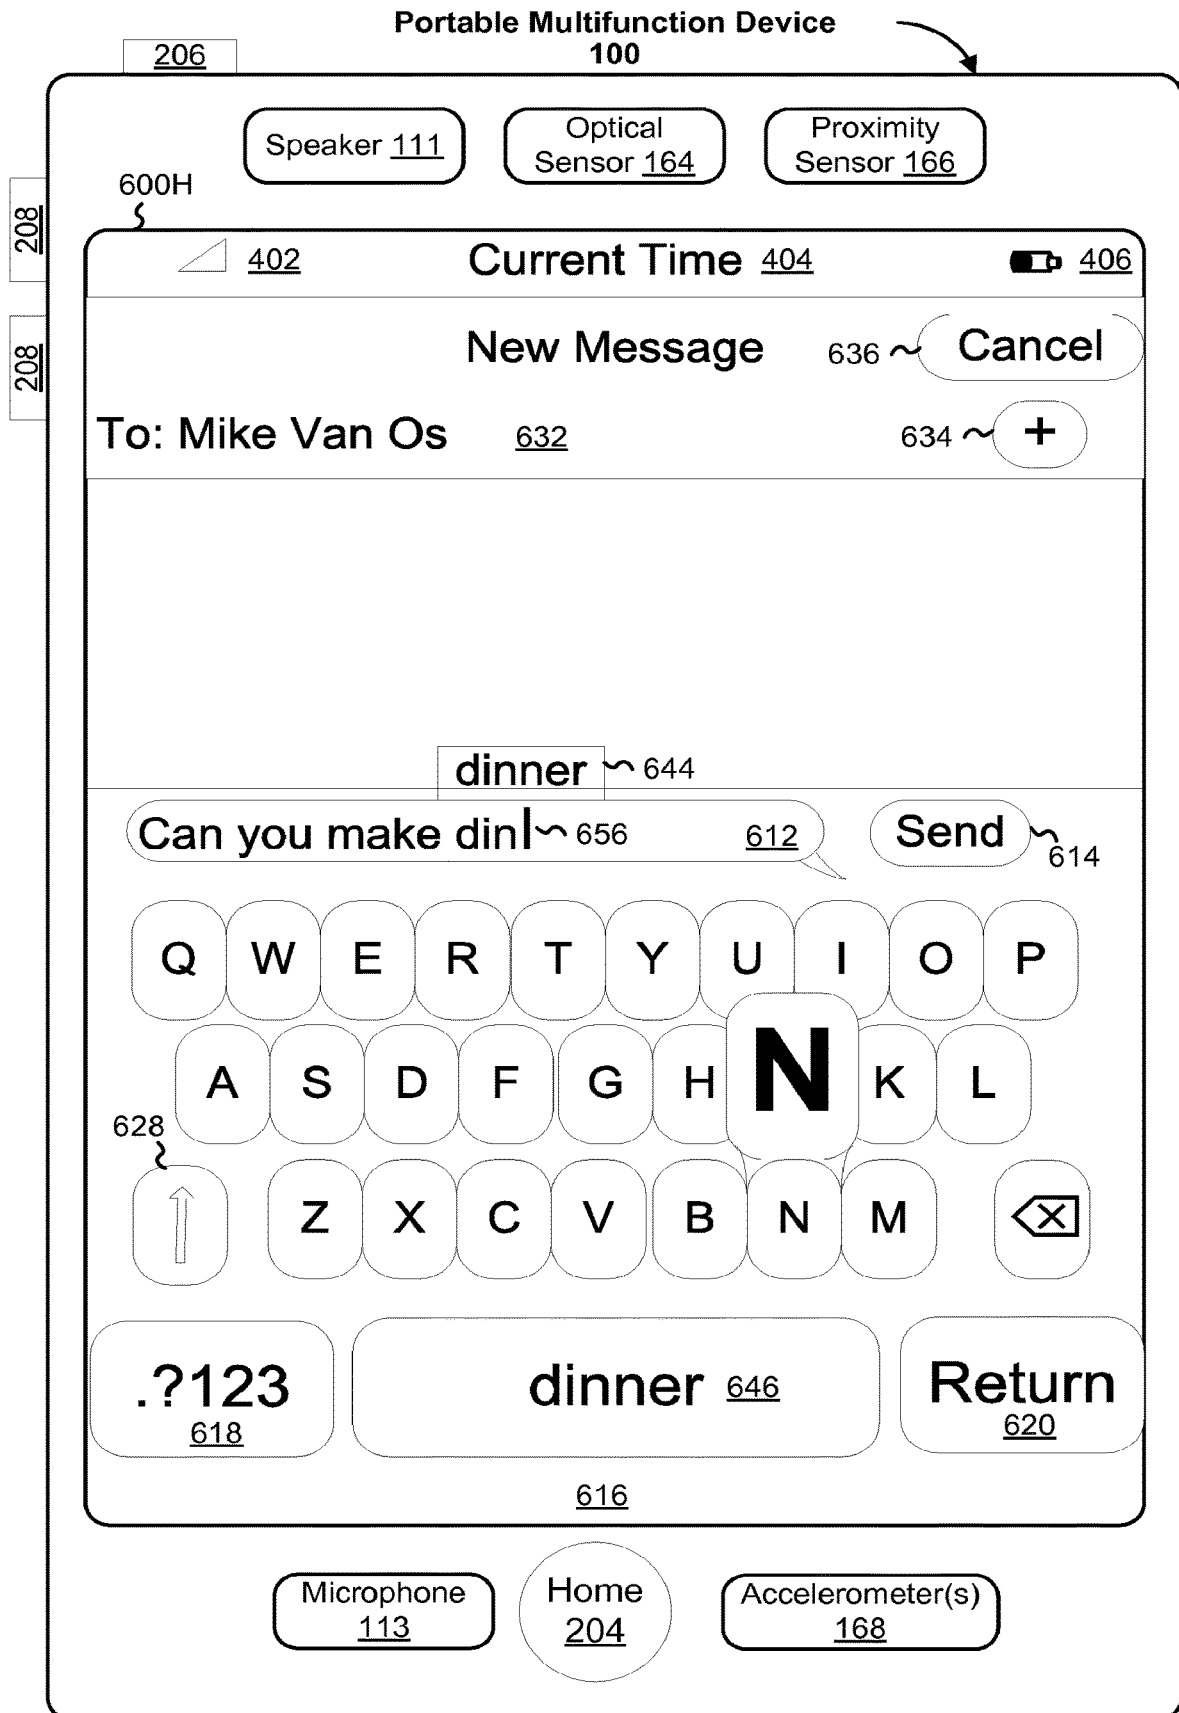 Portable Multifunction Device
100
206
Speaker 111
Optical
Sensor 164
Proximity
Sensor 166
600H
208
208
402
Current Time 404
406
New Message
636
Cancel
To: Mike Van Os
632
634
+
dinner
644
Can you make din
656
612
Send
614
Q W E R T Y U I O P
A S D F G H N K L
628
Z X C V B N M
.?123
618
dinner 646
Return
620
616
Microphone
113
Home
204
Accelerometer(s)
168